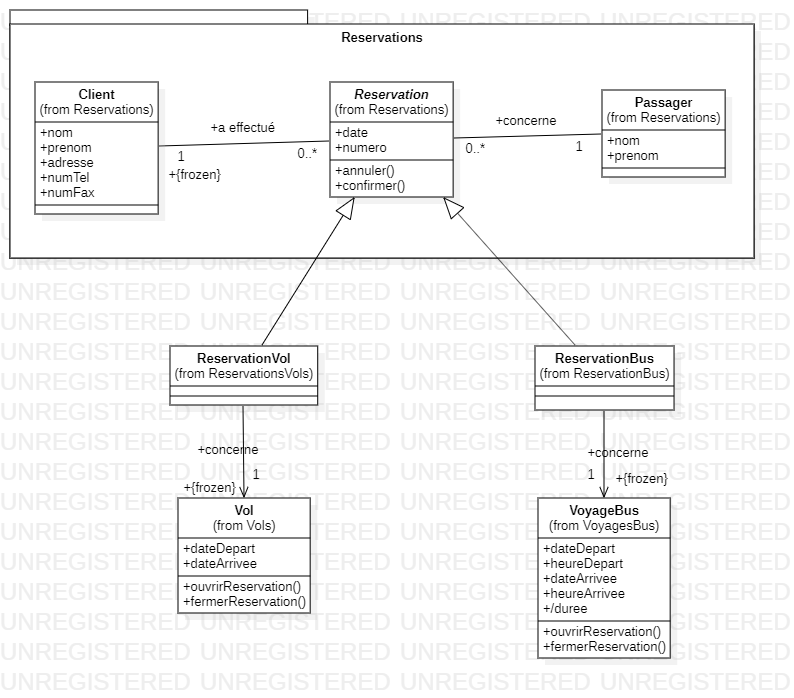 Reservations
Client
(from Reservations)
+nom
+prenom
+adresse
+numTel
+numFax
+a effectué
1
0..*
+{frozen}
Reservation
(from Reservations)
+date
+numero
+annuler()
+confirmer()
+concerne
0..*
1
Passager
(from Reservations)
+nom
+prenom
ReservationVol
(from ReservationsVols)
ReservationBus
(from ReservationBus)
+concerne
1
+{frozen}
+concerne
1
+{frozen}
Vol
(from Vols)
+dateDepart
+dateArrivee
+ouvrirReservation()
+fermerReservation()
VoyageBus
(from VoyagesBus)
+dateDepart
+heureDepart
+dateArrivee
+heureArrivee
+/duree
+ouvrirReservation()
+fermerReservation()
UNREGISTERED UNREGISTERED UNREGISTERED UNREGISTERED